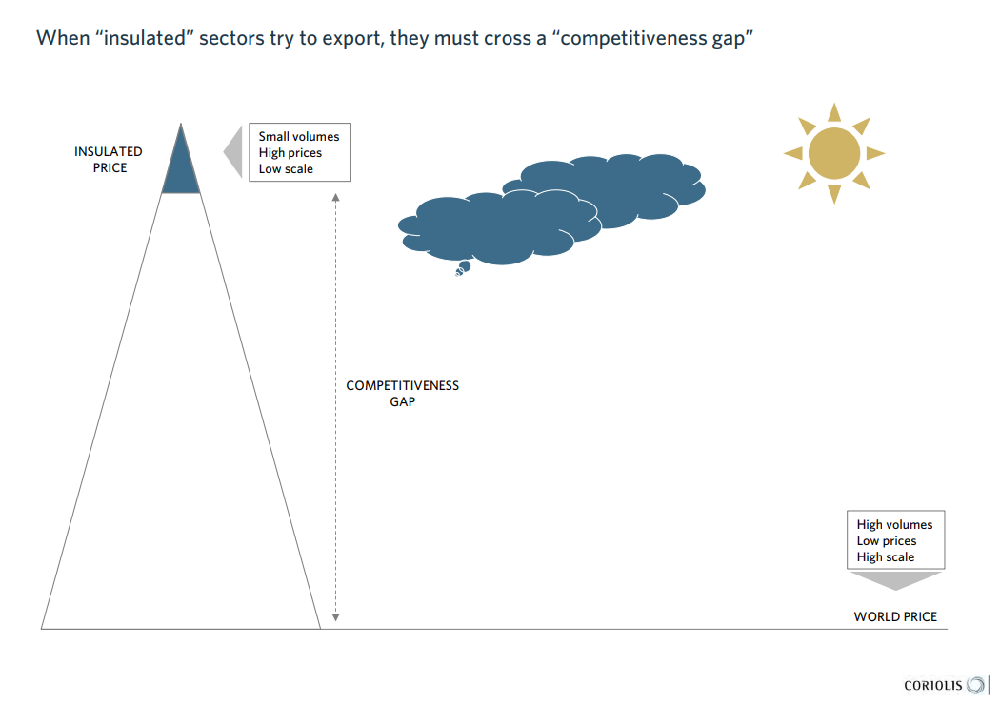 When “insulated” sectors try to export, they must cross a “competitiveness gap”
INSULATED
PRICE
Small volumes
High prices
Low scale
COMPETITIVENESS
GAP
High volumes
Low prices
High scale
WORLD PRICE
CORIOLIS